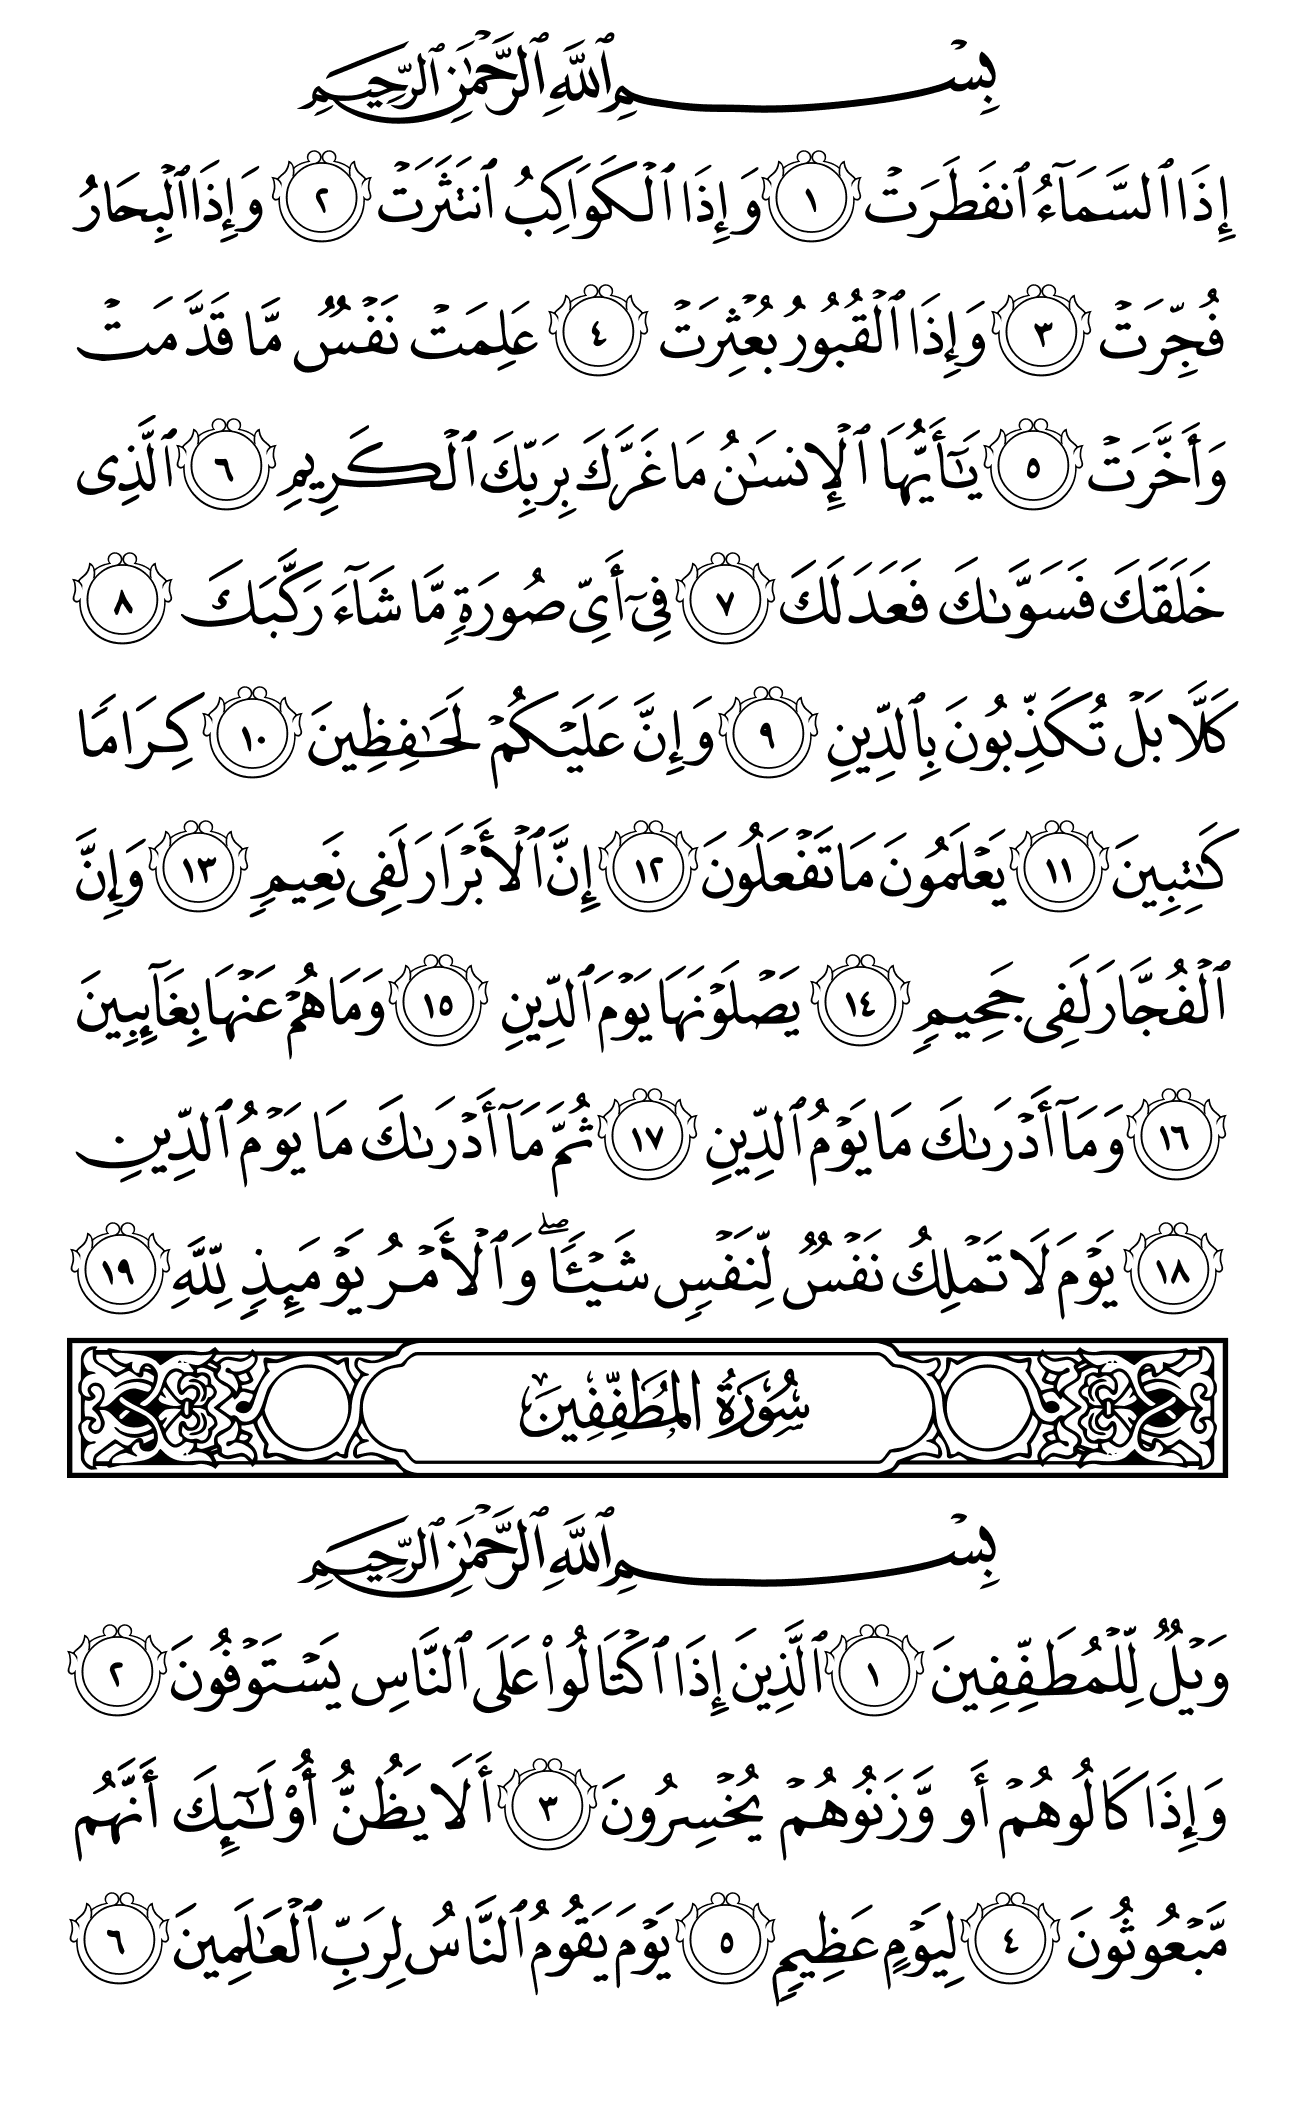 بِسۡمِ ٱللَّهِ ٱلرَّحۡمَٰنِ ٱلرَّحِيمِ
إِذَا ٱلسَّمَآءُ ٱنفَطَرَتۡ ١ وَإِذَا ٱلۡكَوَاكِبُ ٱنتَثَرَتۡ ٢ وَإِذَا ٱلۡبِحَارُ
فُجِّرَتۡ ٣ وَإِذَا ٱلۡقُبُورُ بُعۡثِرَتۡ ٤ عَلِمَتۡ نَفۡسٞ مَّا قَدَّمَتۡ
وَأَخَّرَتۡ ٥ يَٰٓأَيُّهَا ٱلۡإِنسَٰنُ مَا غَرَّكَ بِرَبِّكَ ٱلۡكَرِيمِ ٦ ٱلَّذِي
خَلَقَكَ فَسَوَّىٰكَ فَعَدَلَكَ ٧ فِيٓ أَيِّ صُورَةٖ مَّا شَآءَ رَكَّبَكَ ٨
كَلَّا بَلۡ تُكَذِّبُونَ بِٱلدِّينِ ٩ وَإِنَّ عَلَيۡكُمۡ لَحَٰفِظِينَ ١٠ كِرَامٗا
كَٰتِبِينَ ١١ يَعۡلَمُونَ مَا تَفۡعَلُونَ ١٢ إِنَّ ٱلۡأَبۡرَارَ لَفِي نَعِيمٖ ١٣ وَإِنَّ
ٱلۡفُجَّارَ لَفِي جَحِيمٖ ١٤ يَصۡلَوۡنَهَا يَوۡمَ ٱلدِّينِ ١٥ وَمَا هُمۡ عَنۡهَا بِغَآئِبِينَ
١٦ وَمَآ أَدۡرَىٰكَ مَا يَوۡمُ ٱلدِّينِ ١٧ ثُمَّ مَآ أَدۡرَىٰكَ مَا يَوۡمُ ٱلدِّينِ
١٨ يَوۡمَ لَا تَمۡلِكُ نَفۡسٞ لِّنَفۡسٖ شَيۡـٔٗاۖ وَٱلۡأَمۡرُ يَوۡمَئِذٖ لِّلَّهِ ١٩
سُورَةُ المُطَفِّفِينَ
بِسۡمِ ٱللَّهِ ٱلرَّحۡمَٰنِ ٱلرَّحِيمِ
وَيۡلٞ لِّلۡمُطَفِّفِينَ ١ ٱلَّذِينَ إِذَا ٱكۡتَالُواْ عَلَى ٱلنَّاسِ يَسۡتَوۡفُونَ ٢
وَإِذَا كَالُوهُمۡ أَو وَّزَنُوهُمۡ يُخۡسِرُونَ ٣ أَلَا يَظُنُّ أُوْلَٰٓئِكَ أَنَّهُم
مَّبۡعُوثُونَ ٤ لِيَوۡمٍ عَظِيمٖ ٥ يَوۡمَ يَقُومُ ٱلنَّاسُ لِرَبِّ ٱلۡعَٰلَمِينَ ٦